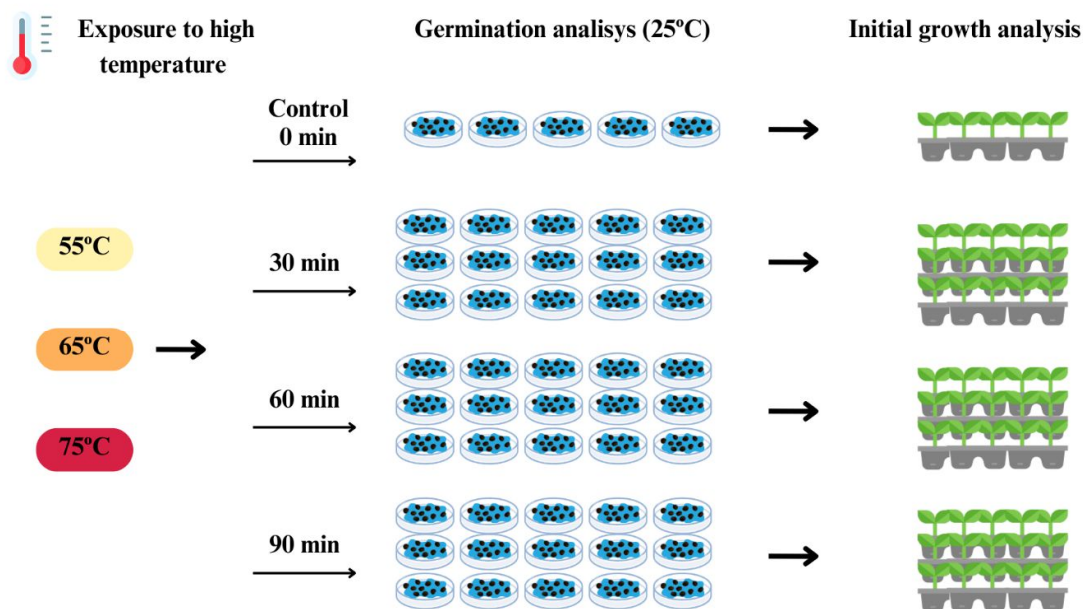 Exposure to high
temperature
Germination analisys (25ºC)
Initial growth analysis
Control
0 min
55ºC
30 min
65ºC
60 min
75ºC
90 min